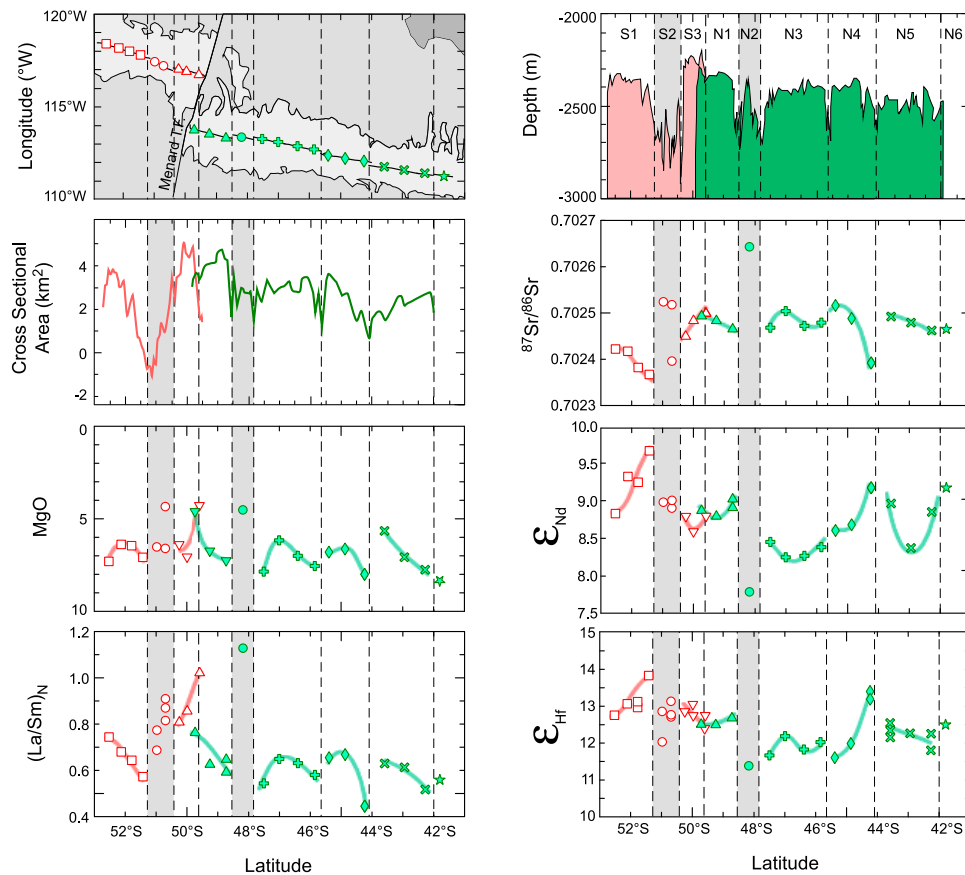 120°W
115°W
110°W
Longitude (°W)
Menard T.F.
-2000
-2500
-3000
Depth (m)
S1
S2
S3
N1
N2
N3
N4
N5
N6
4
2
0
-2
Cross Sectional
Area (km2)
0.7027
0.7026
0.7025
0.7024
0.7023
87Sr/86Sr
0
5
10
MgO
10.0
9.5
9.0
8.5
8.0
7.5
εNd
1.2
1.0
0.8
0.6
0.4
(La/Sm)N
15
14
13
12
11
10
εHf
52°S
50°S
48°S
46°S
44°S
42°S
Latitude
52°S
50°S
48°S
46°S
44°S
42°S
Latitude